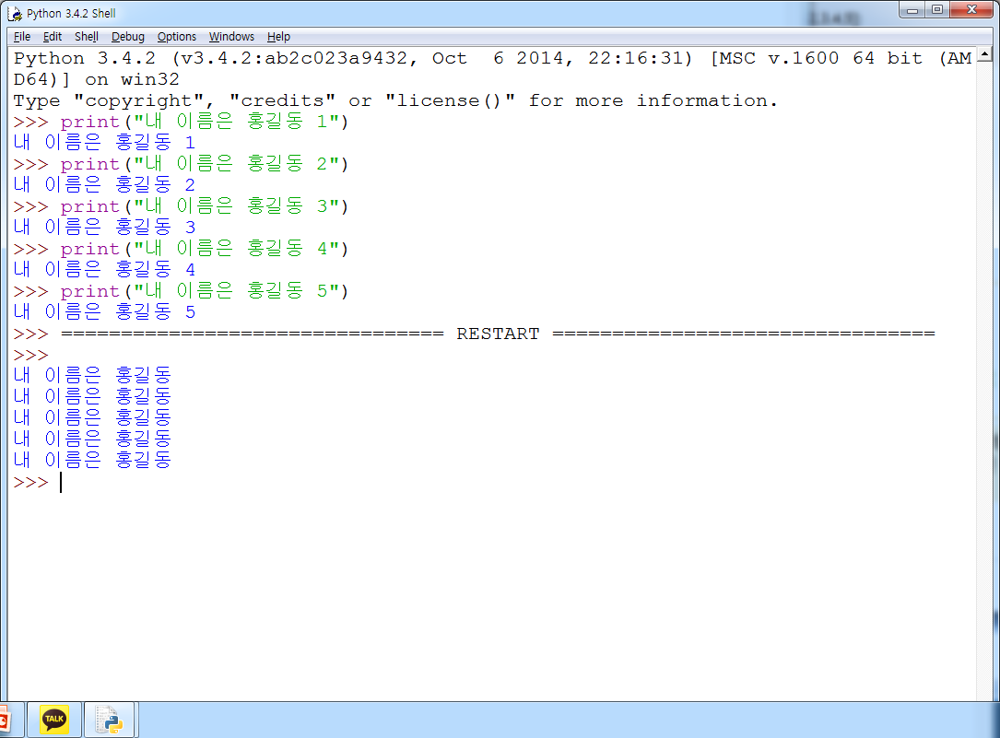 Python 3.4.2 Shell
File Edit Shell Debug Options Windows Help
Python 3.4.2 (v3.4.2:ab2c023a9432, Oct  6 2014, 22:16:31) [MSC v.1600 64 bit (AM
D64)] on win32
Type "copyright", "credits" or "license()" for more information.
>>> print("내 이름은 홍길동 1")
내 이름은 홍길동 1
>>> print("내 이름은 홍길동 2")
내 이름은 홍길동 2
>>> print("내 이름은 홍길동 3")
내 이름은 홍길동 3
>>> print("내 이름은 홍길동 4")
내 이름은 홍길동 4
>>> print("내 이름은 홍길동 5")
내 이름은 홍길동 5
>>> ================================ RESTART ================================
>>>
내 이름은 홍길동
내 이름은 홍길동
내 이름은 홍길동
내 이름은 홍길동
내 이름은 홍길동
>>>
TALK